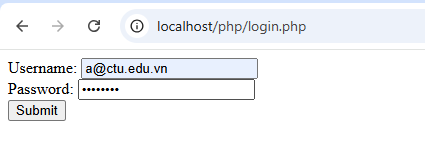 localhost/php/login.php
Username: a@ctu.edu.vn
Password: ••••••••
Submit